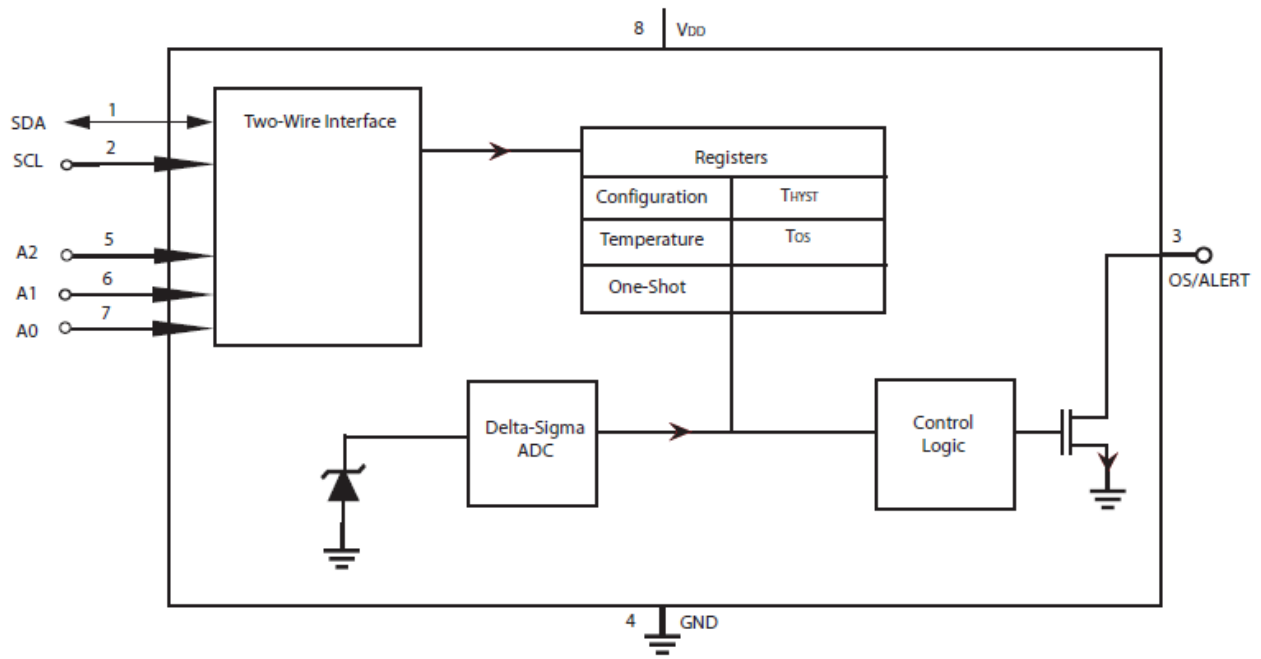 8 VDD
1
SDA
Two-Wire Interface
2
SCL
Registers
Configuration THYST
Temperature TOS
One-Shot
5
A2
6
A1
7
A0
3
OS/ALERT
Delta-Sigma
ADC
Control
Logic
4 GND